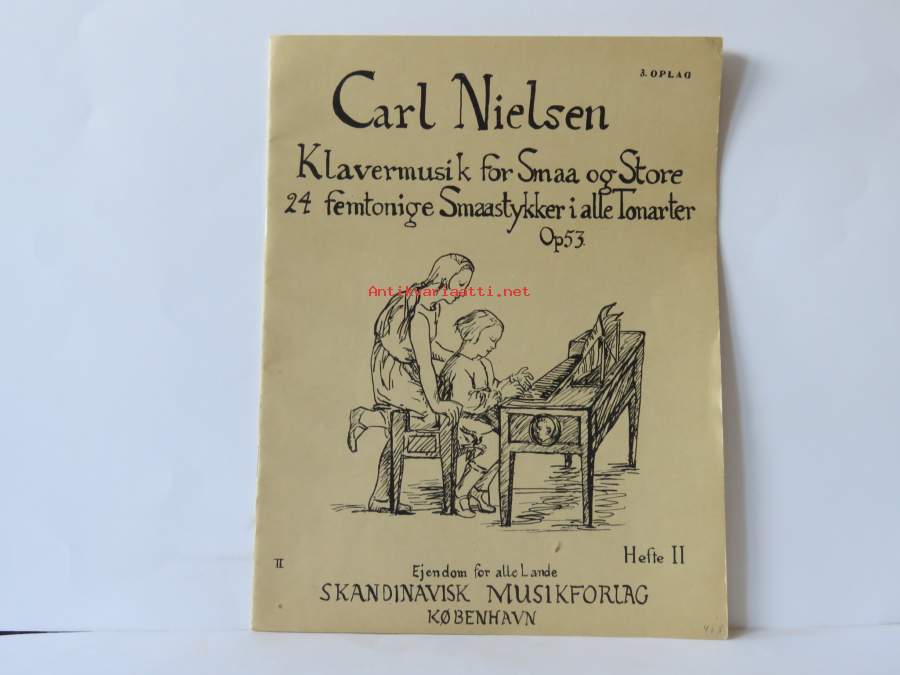 3. OPLAG
Carl Nielsen
Klavermusik for Smaa og Store
24 femtonige Smaastykker i alle Tonarter
Op 53.
Antikvariaatti.net
Hefte II
II
Ejendom for alle Lande
SKANDINAVISK MUSIKFORLAG
KØBENHAVN